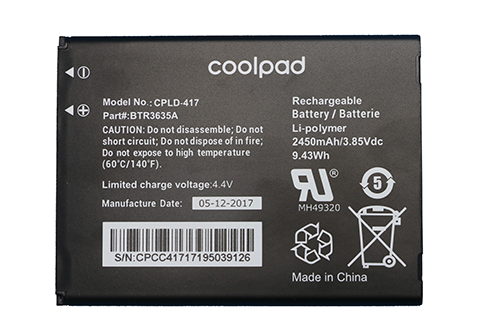 coolpad
Model No.: CPLD-417
Part#: BTR3635A
CAUTION: Do not disassemble; Do not
short circuit; Do not dispose of in fire;
Do not expose to high temperature
(60°C/140°F).
Limited charge voltage:4.4V
Manufacture Date: 05-12-2017
S/N:CPCC41717195039126
Rechargeable
Battery / Batterie
Li-polymer
2450mAh/3.85Vdc
9.43Wh
RU
MH49320
5
Made in China